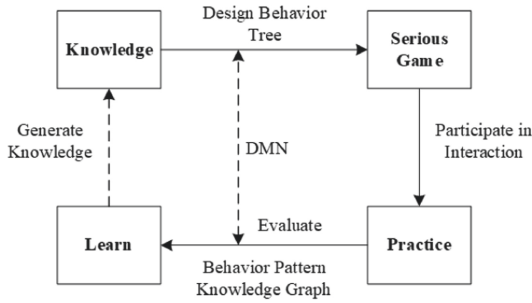 Design Behavior
Tree
Knowledge
Serious
Game
Generate
Knowledge
DMN
Participate in
Interaction
Evaluate
Learn
Practice
Behavior Pattern
Knowledge Graph